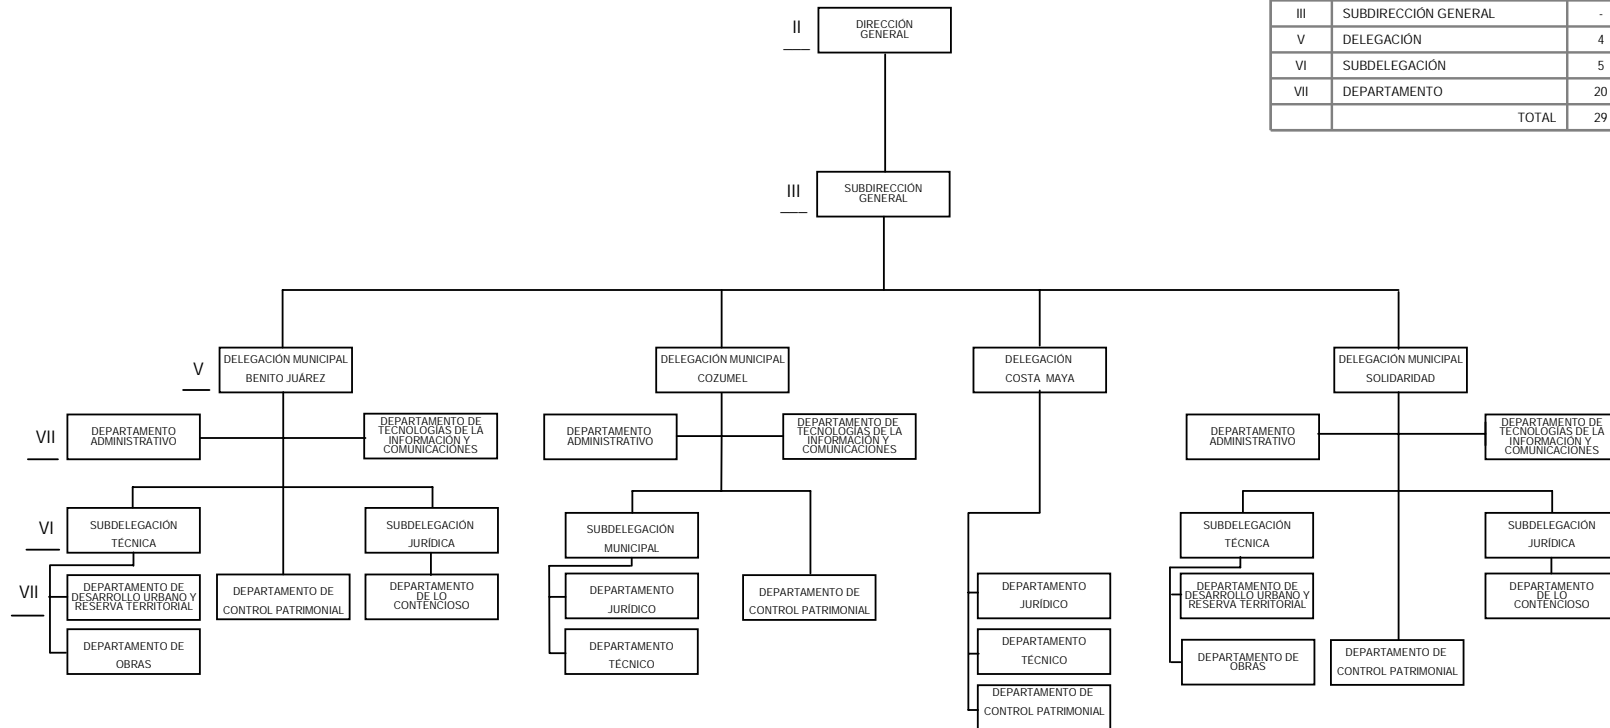 II
DIRECCIÓN
GENERAL
III SUBDIRECCIÓN GENERAL -
V DELEGACIÓN 4
VI SUBDELEGACIÓN 5
VII DEPARTAMENTO 20
TOTAL 29
III
SUBDIRECCIÓN
GENERAL
V
DELEGACIÓN MUNICIPAL
BENITO JUÁREZ
DELEGACIÓN MUNICIPAL
COZUMEL
DELEGACIÓN
COSTA MAYA
DELEGACIÓN MUNICIPAL
SOLIDARIDAD
VII
DEPARTAMENTO
ADMINISTRATIVO
DEPARTAMENTO DE
TECNOLOGÍAS DE LA
INFORMACIÓN Y
COMUNICACIONES
DEPARTAMENTO
ADMINISTRATIVO
DEPARTAMENTO DE
TECNOLOGÍAS DE LA
INFORMACIÓN Y
COMUNICACIONES
DEPARTAMENTO
ADMINISTRATIVO
DEPARTAMENTO DE
TECNOLOGÍAS DE LA
INFORMACIÓN Y
COMUNICACIONES
VI
SUBDELEGACIÓN
TÉCNICA
SUBDELEGACIÓN
JURÍDICA
SUBDELEGACIÓN
MUNICIPAL
SUBDELEGACIÓN
TÉCNICA
SUBDELEGACIÓN
JURÍDICA
VII
DEPARTAMENTO DE
DESARROLLO URBANO Y
RESERVA TERRITORIAL
DEPARTAMENTO DE
CONTROL PATRIMONIAL
DEPARTAMENTO
DE LO
CONTENCIOSO
DEPARTAMENTO
JURÍDICO
DEPARTAMENTO DE
CONTROL PATRIMONIAL
DEPARTAMENTO
JURÍDICO
DEPARTAMENTO DE
DESARROLLO URBANO Y
RESERVA TERRITORIAL
DEPARTAMENTO
DE LO
CONTENCIOSO
DEPARTAMENTO DE
OBRAS
DEPARTAMENTO
TÉCNICO
DEPARTAMENTO
TÉCNICO
DEPARTAMENTO DE
OBRAS
DEPARTAMENTO DE
CONTROL PATRIMONIAL
DEPARTAMENTO DE
CONTROL PATRIMONIAL